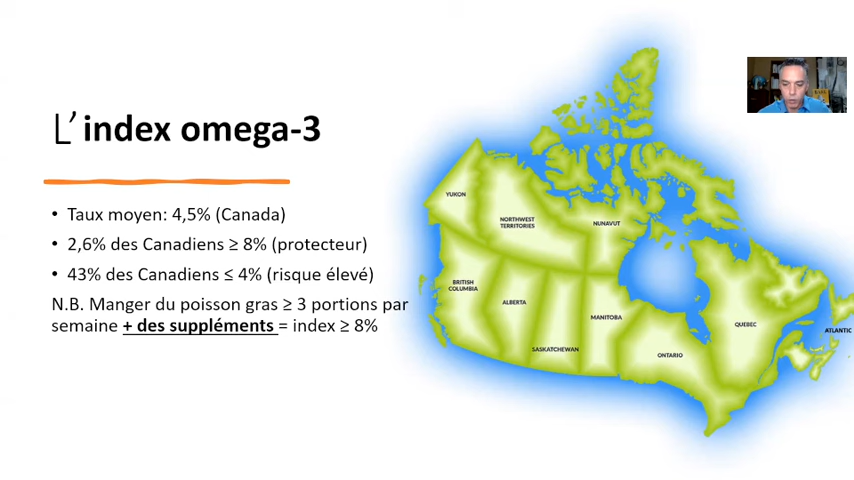 L'index omega-3
• Taux moyen: 4,5% (Canada)
• 2,6% des Canadiens ≥ 8% (protecteur)
• 43% des Canadiens ≤ 4% (risque élevé)
N.B. Manger du poisson gras ≥ 3 portions par
semaine + des suppléments = index ≥ 8%
YUKON
NORTHWEST
TERRITORIES
NUNAVUT
BRITISH
COLUMBIA
ALBERTA
SASKATCHEWAN
MANITOBA
ONTARIO
QUEBEC
ATLANTIC